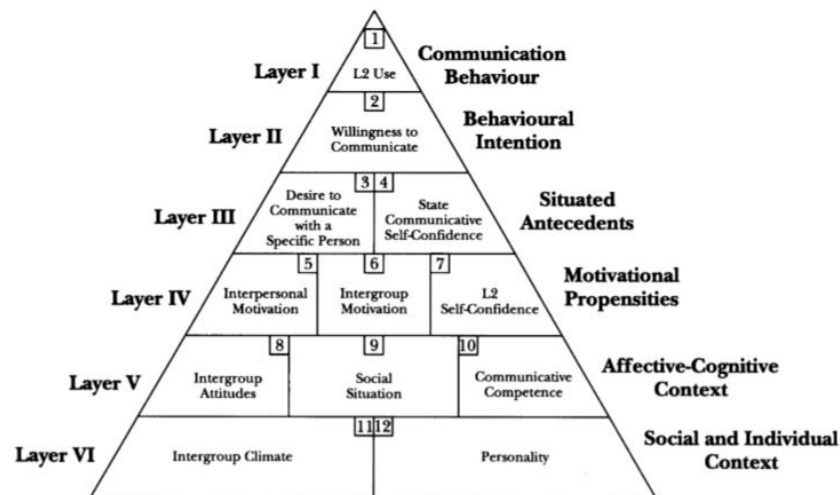 1
Layer I
L2 Use
Communication
Behaviour
2
Layer II
Willingness to
Communicate
Behavioural
Intention
3 4
Layer III
Desire to
Communicate
with a
Specific Person
State
Communicative
Self-Confidence
Situated
Antecedents
5 6 7
Layer IV
Interpersonal
Motivation
Intergroup
Motivation
L2
Self-Confidence
Motivational
Propensities
8 9 10
Layer V
Intergroup
Attitudes
Social
Situation
Communicative
Competence
Affective-Cognitive
Context
11 12
Layer VI
Intergroup Climate
Personality
Social and Individual
Context